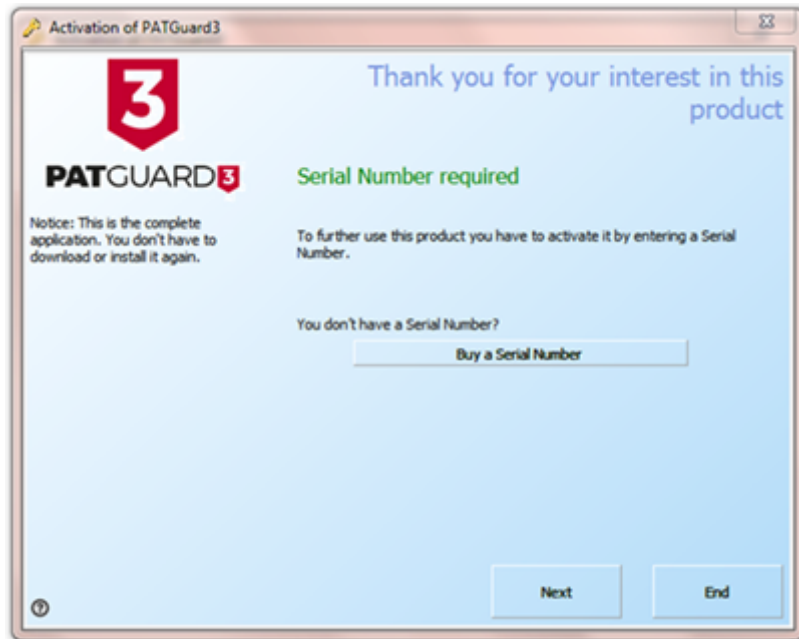 Activation of PATGuard3
3
PATGUARD3
Notice: This is the complete
application. You don't have to
download or install it again.
Thank you for your interest in this
product
Serial Number required
To further use this product you have to activate it by entering a Serial
Number.
You don't have a Serial Number?
Buy a Serial Number
?
Next
End